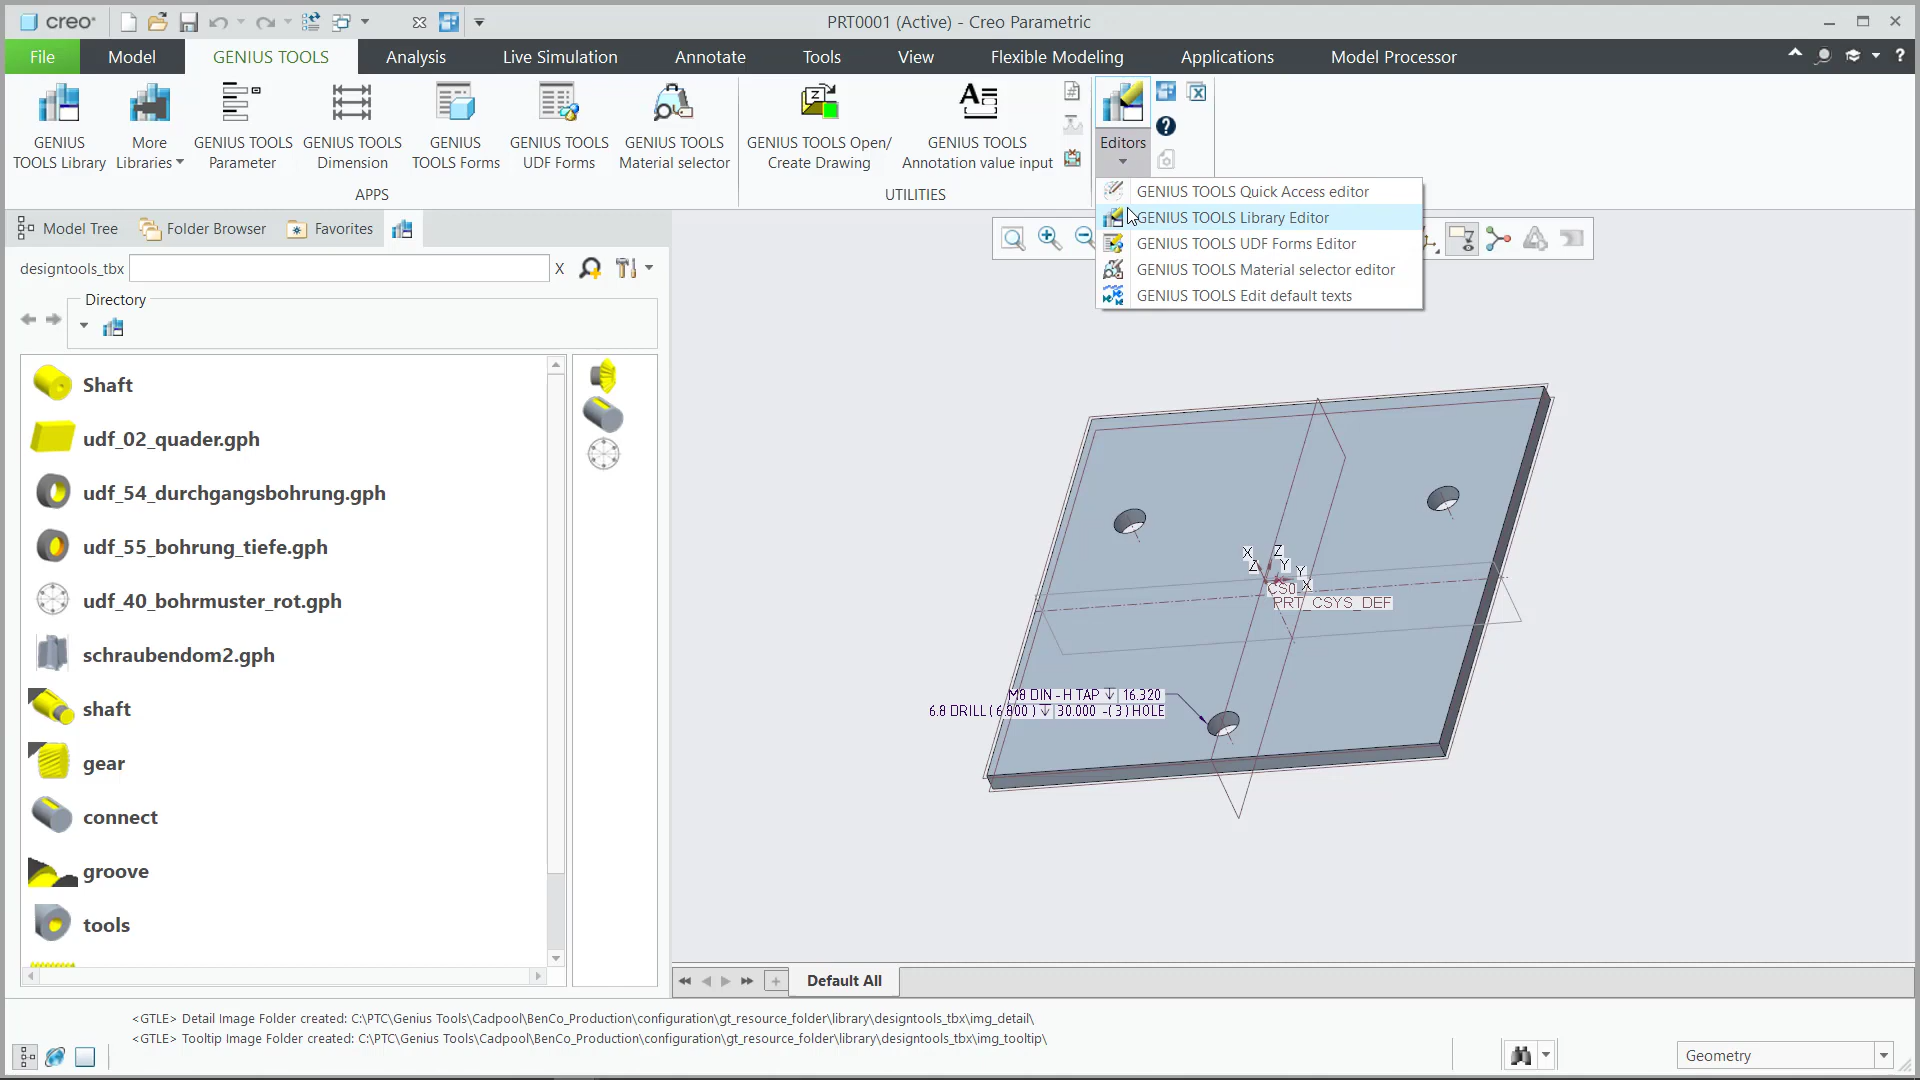 creo
PRT0001 (Active) - Creo Parametric
File
Model
GENIUS TOOLS
Analysis
Live Simulation
Annotate
Tools
View
Flexible Modeling
Applications
Model Processor
GENIUS
TOOLS Library
More
Libraries
GENIUS TOOLS
Parameter
GENIUS TOOLS
Dimension
GENIUS
TOOLS Forms
GENIUS TOOLS
UDF Forms
GENIUS TOOLS
Material selector
GENIUS TOOLS Open/
Create Drawing
GENIUS TOOLS
Annotation value input
Editors
APPS
UTILITIES
GENIUS TOOLS Quick Access editor
GENIUS TOOLS Library Editor
GENIUS TOOLS UDF Forms Editor
GENIUS TOOLS Material selector editor
GENIUS TOOLS Edit default texts
Model Tree
Folder Browser
Favorites
designtools_tbx
X
Directory
Shaft
udf_02_quader.gph
udf_54_durchgangsbohrung.gph
udf_55_bohrung_tiefe.gph
udf_40_bohrmuster_rot.gph
schraubendom2.gph
shaft
gear
connect
groove
tools
X
Z
Z
Y
Y
X
CS0
PRT_CSYS_DEF
M8 DIN - H TAP ↧ 16.320
6.8 DRILL ( 6.800 ) ↧ 30.000 -( 3 ) HOLE
Default All
<GTLE> Detail Image Folder created: C:\PTC\Genius Tools\Cadpool\BenCo_Production\configuration\gt_resource_folder\library\designtools_tbx\img_detail\
<GTLE> Tooltip Image Folder created: C:\PTC\Genius Tools\Cadpool\BenCo_Production\configuration\gt_resource_folder\library\designtools_tbx\img_tooltip\
Geometry